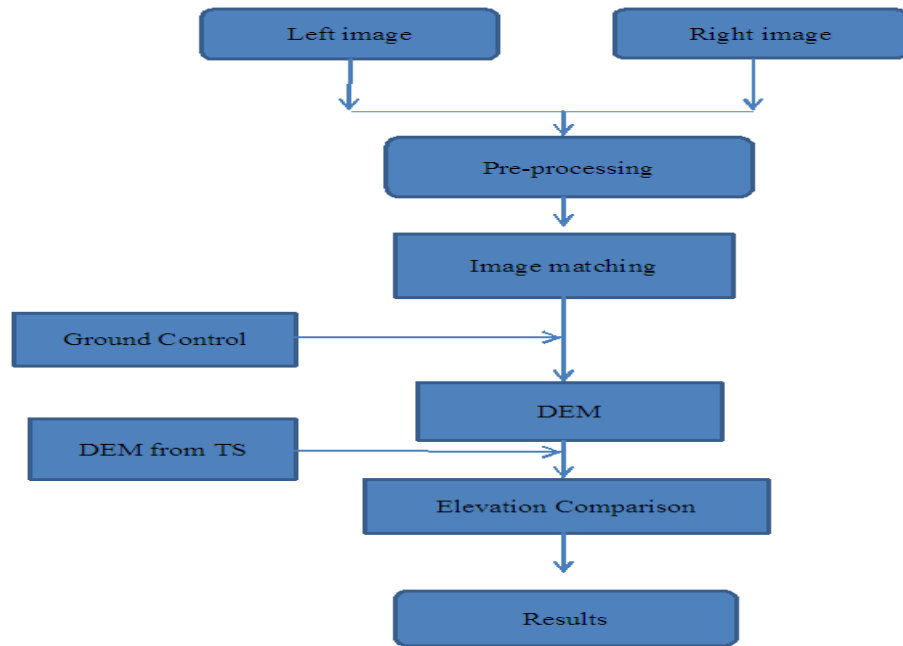 Left image
Right image
Pre-processing
Image matching
Ground Control
DEM
DEM from TS
Elevation Comparison
Results